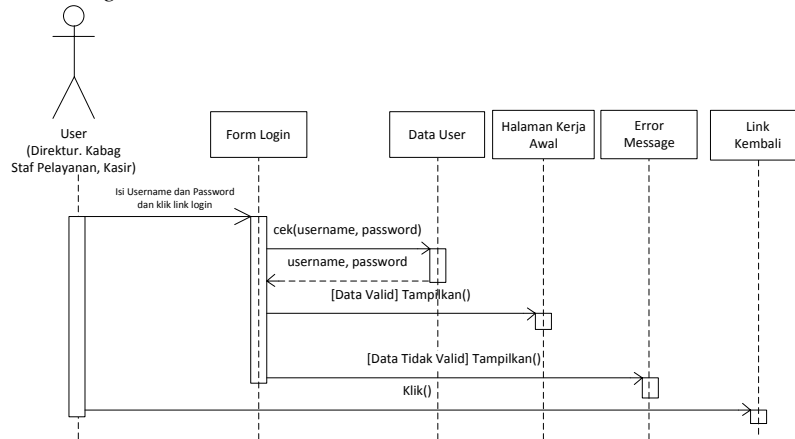 User
(Direktur. Kabag
Staf Pelayanan, Kasir)
Form Login
Data User
Halaman Kerja
Awal
Error
Message
Link
Kembali
Isi Username dan Password
dan klik link login
cek(username, password)
username, password
[Data Valid] Tampilkan()
[Data Tidak Valid] Tampilkan()
Klik()